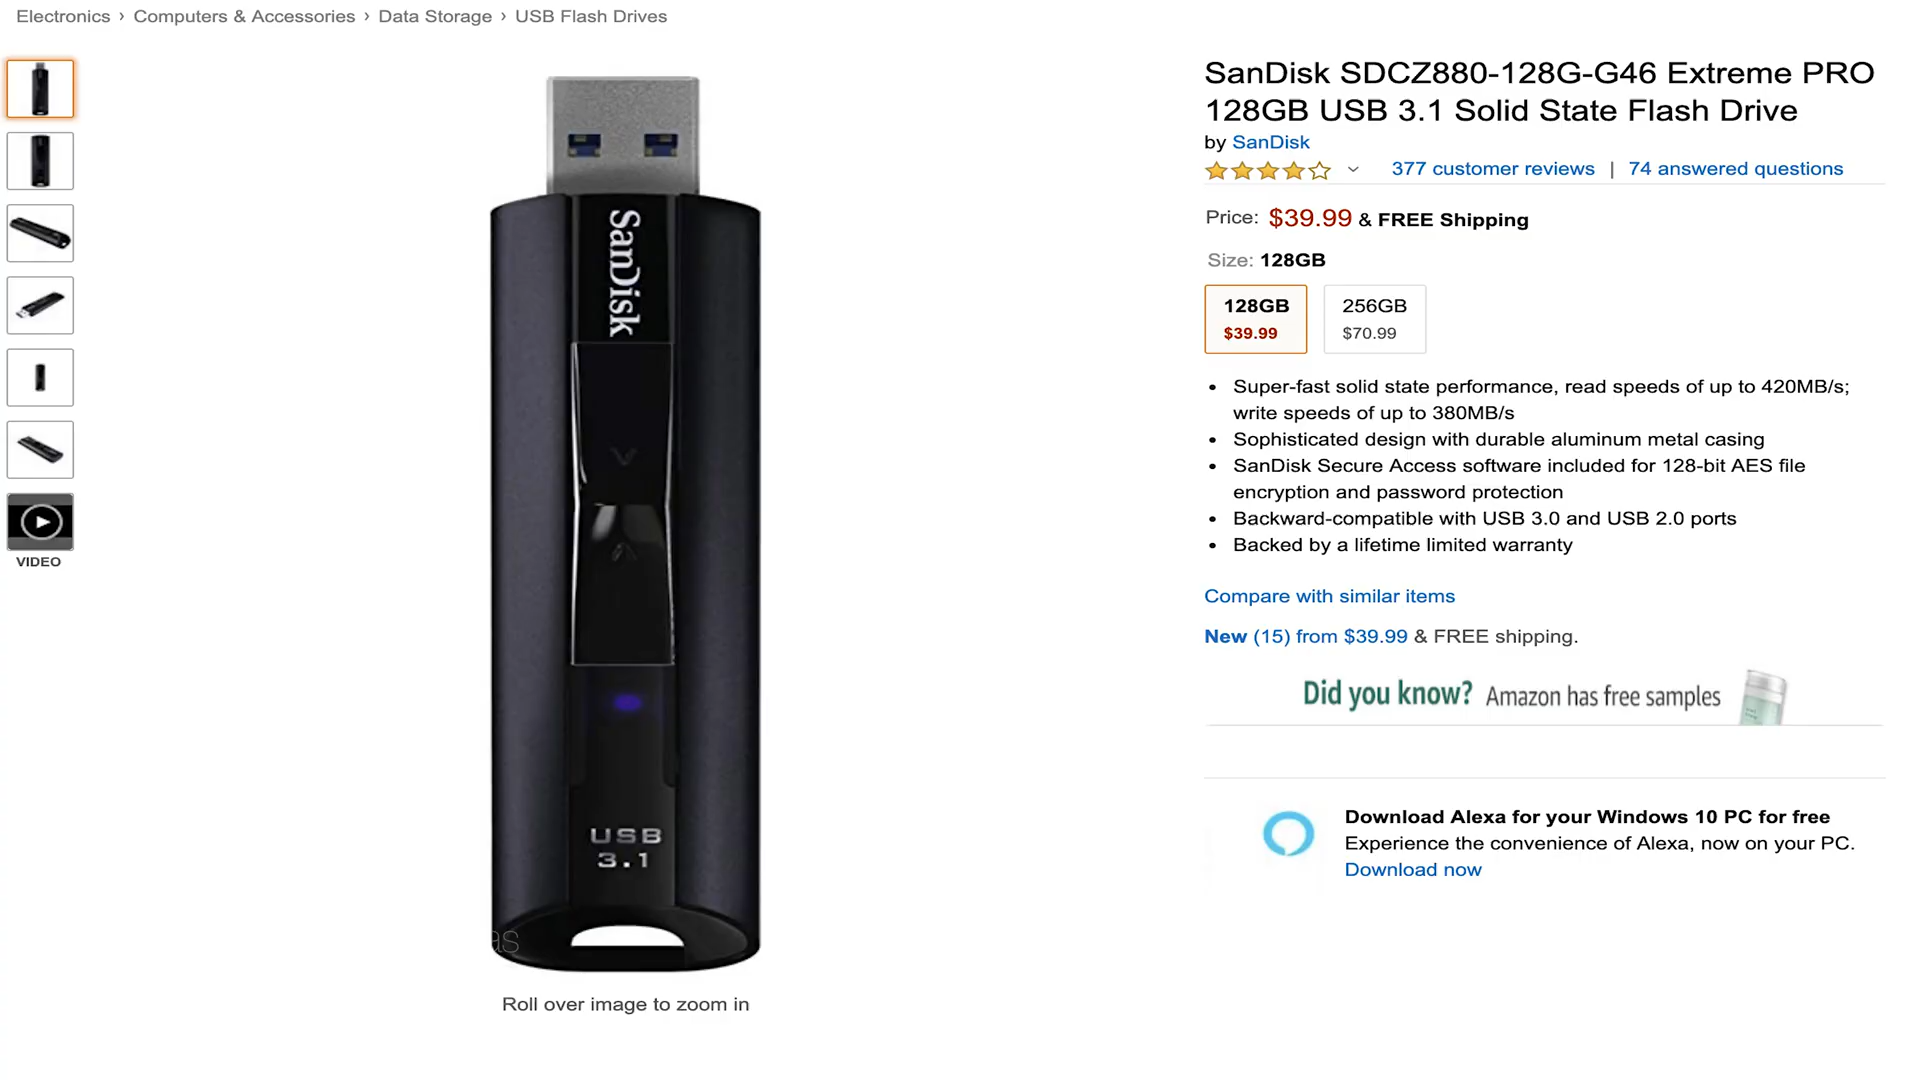 Electronics › Computers & Accessories › Data Storage › USB Flash Drives
VIDEO
SanDisk
USB
3.1
as
Roll over image to zoom in
SanDisk SDCZ880-128G-G46 Extreme PRO
128GB USB 3.1 Solid State Flash Drive
by SanDisk
377 customer reviews | 74 answered questions
Price: $39.99 & FREE Shipping
Size: 128GB
128GB 256GB
$39.99 $70.99
• Super-fast solid state performance, read speeds of up to 420MB/s;
write speeds of up to 380MB/s
• Sophisticated design with durable aluminum metal casing
• SanDisk Secure Access software included for 128-bit AES file
encryption and password protection
• Backward-compatible with USB 3.0 and USB 2.0 ports
• Backed by a lifetime limited warranty
Compare with similar items
New (15) from $39.99 & FREE shipping.
Did you know? Amazon has free samples
Download Alexa for your Windows 10 PC for free
Experience the convenience of Alexa, now on your PC.
Download now